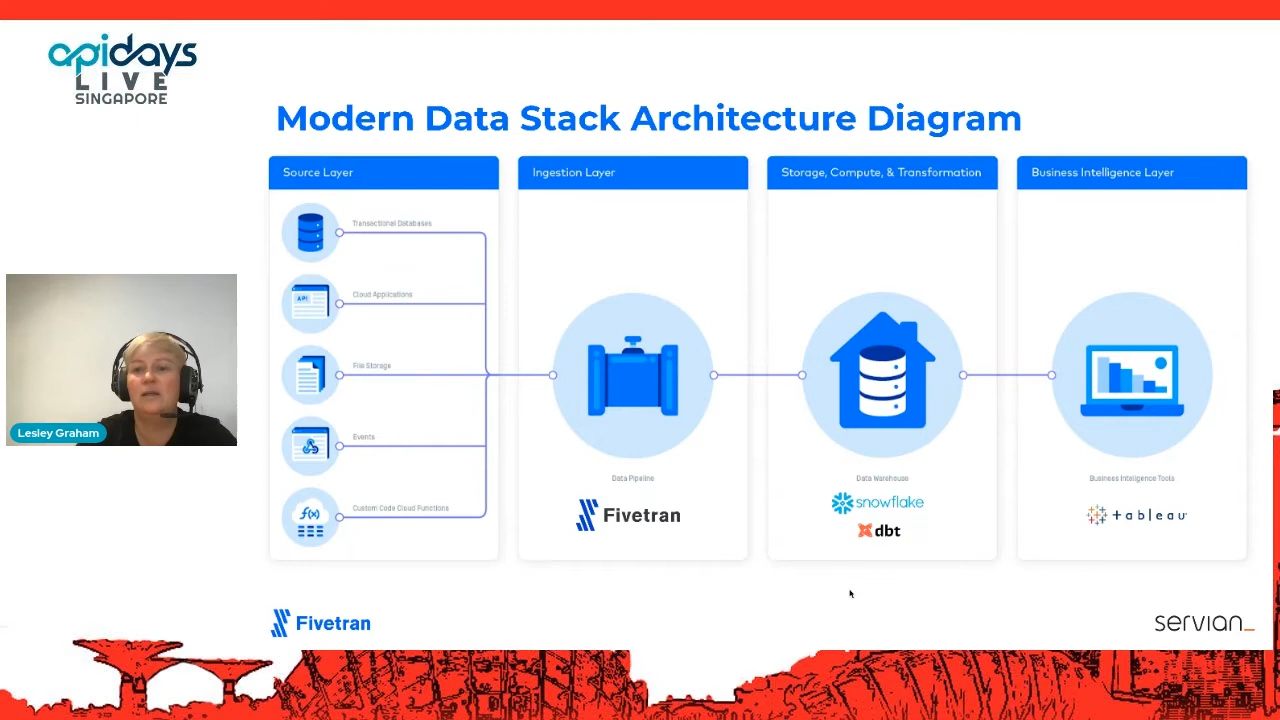 apidays
LIVE
SINGAPORE
Modern Data Stack Architecture Diagram
Source Layer
Transactional Databases
API
Cloud Applications
File Storage
Events
f(x)
Custom Code Cloud Functions
Ingestion Layer
Data Pipeline
Fivetran
Storage, Compute, & Transformation
Data Warehouse
snowflake
dbt
Business Intelligence Layer
Business Intelligence Tools
+ableau
Lesley Graham
Fivetran
servian_